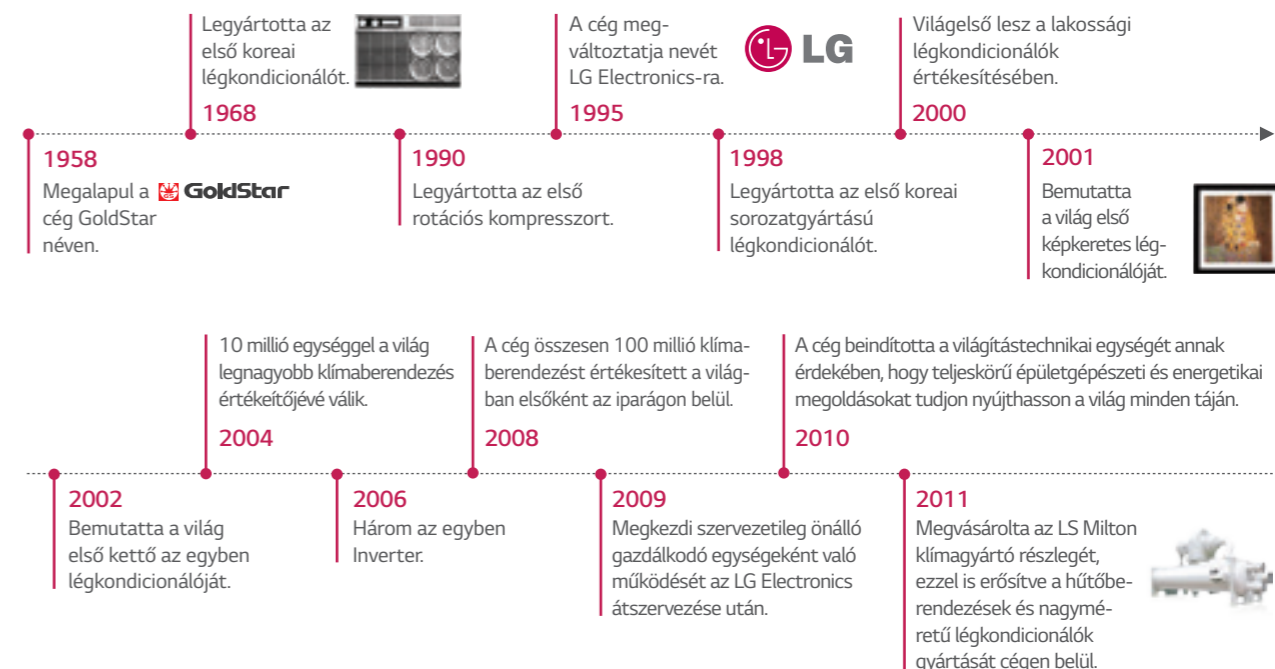 Legyártotta az
első koreai
légkondicionálót.
1968
A cég meg-
változtatja nevét
LG Electronics-ra.
1995
LG
Világelső lesz a lakossági
légkondicionálók
értékesítésében.
2000
1958
Megalapul a GoldStar
cég GoldStar
néven.
1990
Legyártotta az első
rotációs kompresszort.
1998
Legyártotta az első koreai
sorozatgyártású
légkondicionálót.
2001
Bemutatta
a világ első
képkeretes lég-
kondicionálóját.
10 millió egységgel a világ
legnagyobb klímaberendezés
értékeítőjévé válik.
2004
A cég összesen 100 millió klíma-
berendezést értékesített a világ-
ban elsőként az iparágon belül.
2008
A cég beindította a világítástechnikai egységét annak
érdekében, hogy teljeskörű épületgépészeti és energetikai
megoldásokat tudjon nyújthasson a világ minden táján.
2010
2002
Bemutatta a világ
első kettő az egyben
légkondicionálóját.
2006
Három az egyben
Inverter.
2009
Megkezdi szervezetileg önálló
gazdálkodó egységeként való
működését az LG Electronics
átszervezése után.
2011
Megvásárolta az LS Milton
klímagyártó részlegét,
ezzel is erősítve a hűtőbe-
rendezések és nagymé-
retű légkondicionálók
gyártását cégen belül.